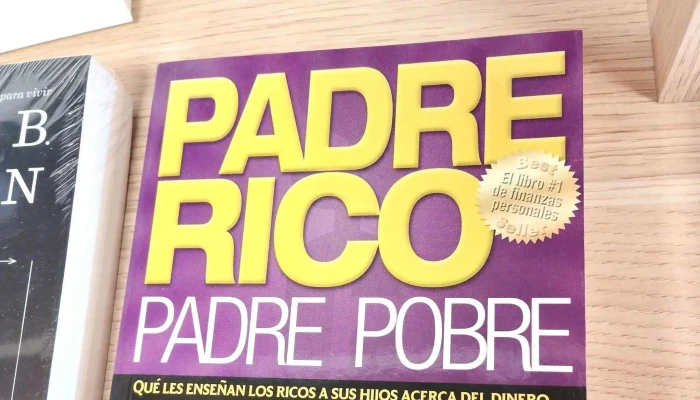 para vivir
B.
N
PADRE
RICO
PADRE POBRE
Best
El libro #1
de finanzas
personales
Seller
QUÉ LES ENSEÑAN LOS RICOS A SUS HIJOS ACERCA DEL DINERO,